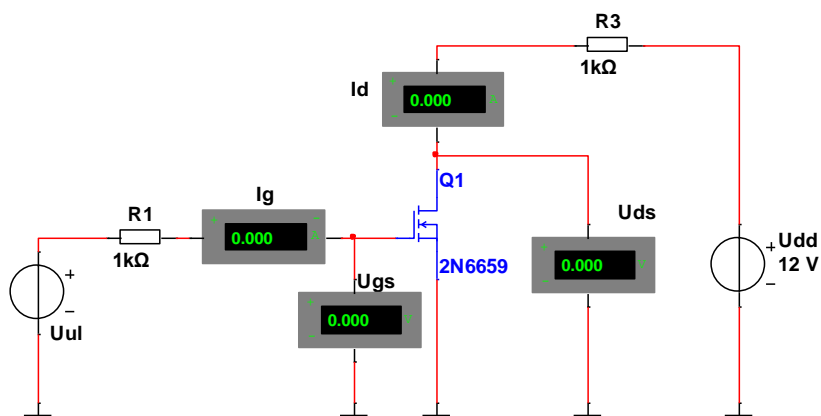 R3
1kΩ
Id
+
0.000 A
−
Q1
2N6659
R1
1kΩ
Ig
+ −
0.000 A
Ugs
+
0.000 V
−
Uds
+
0.000 V
−
Udd
+
12 V
−
+
−
Uul